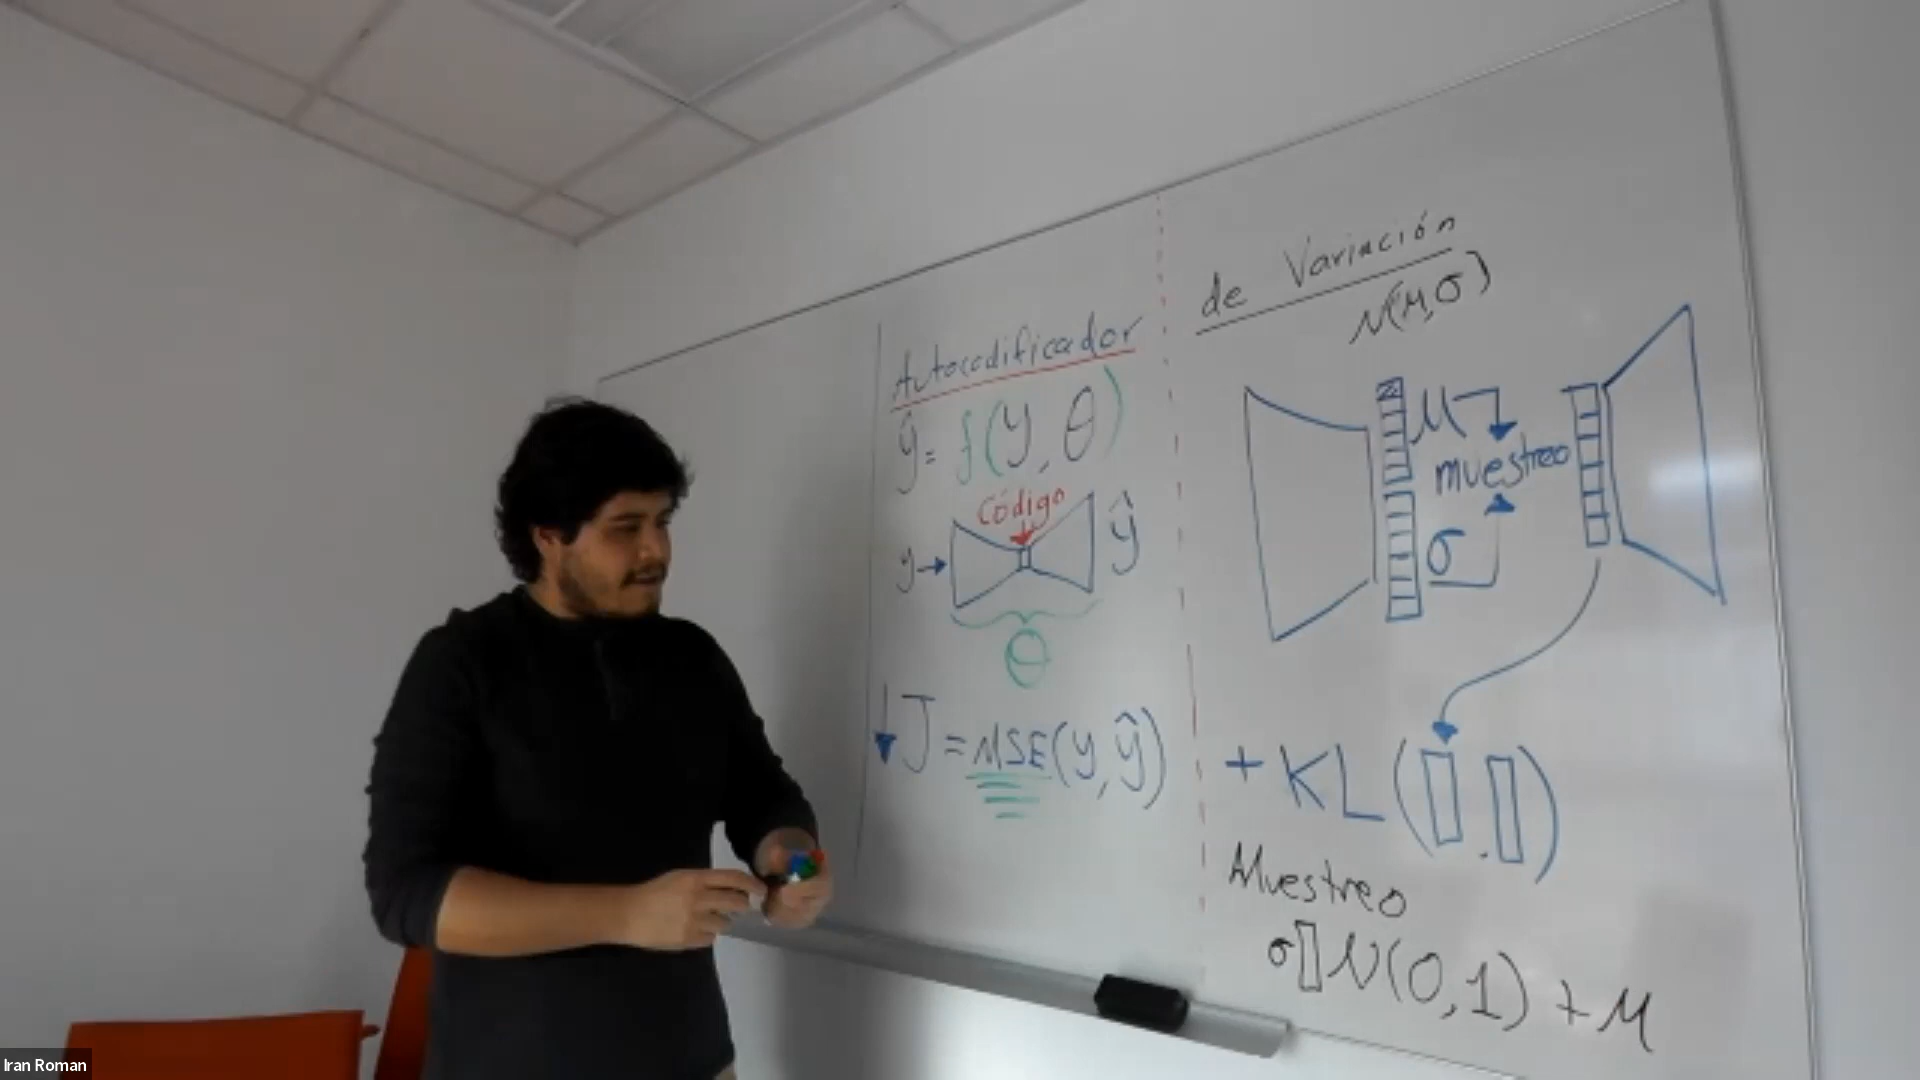 Autocodificador
ŷ = f(y, θ)
Código
y → ŷ
θ
↓ J = MSE(y, ŷ)
de Variación
N(μ,σ)
μ
muestreo
σ
+ KL( , )
Muestreo
σ N(0,1) + μ
Iran Roman